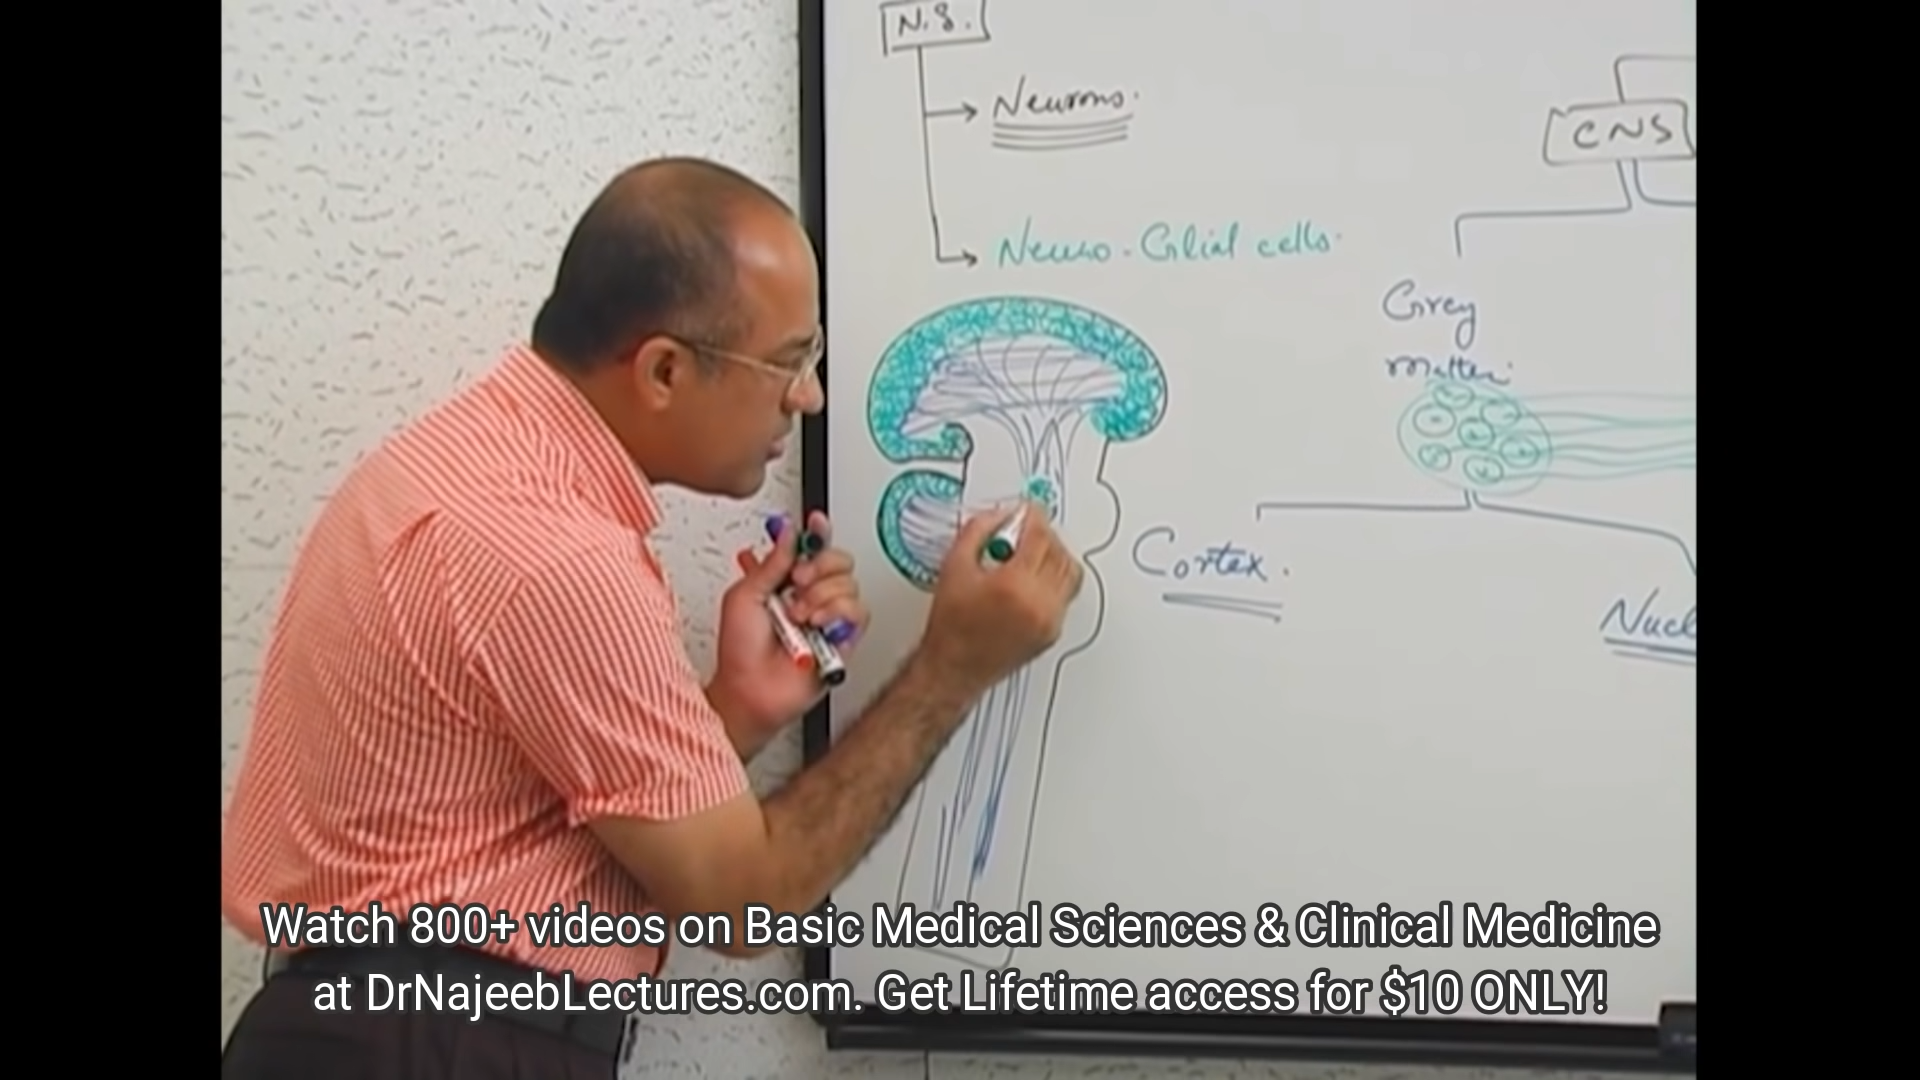 N.S.
Neurons.
CNS
Neuro-Glial cells.
Grey
matter
Cortex.
Nucl
Watch 800+ videos on Basic Medical Sciences & Clinical Medicine
at DrNajeebLectures.com. Get Lifetime access for $10 ONLY!